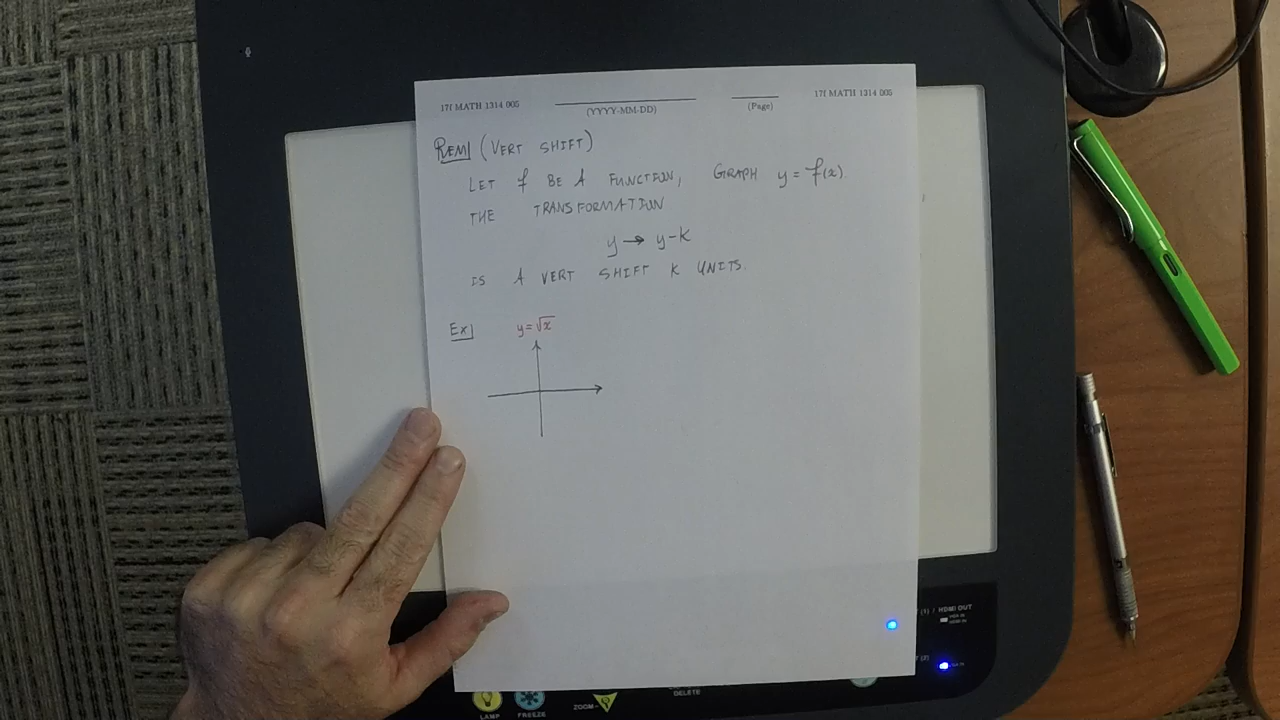 17f MATH 1314 005
(YYYY-MM-DD)
(Page)
17f MATH 1314 005
REM (VERT SHIFT)
LET f BE A FUNCTION, GRAPH y = f(x).
THE TRANSFORMATION
y → y-k
IS A VERT SHIFT k UNITS.
EX
y=√x
HDMI OUT
LAMP
FREEZE
ZOOM
DELETE